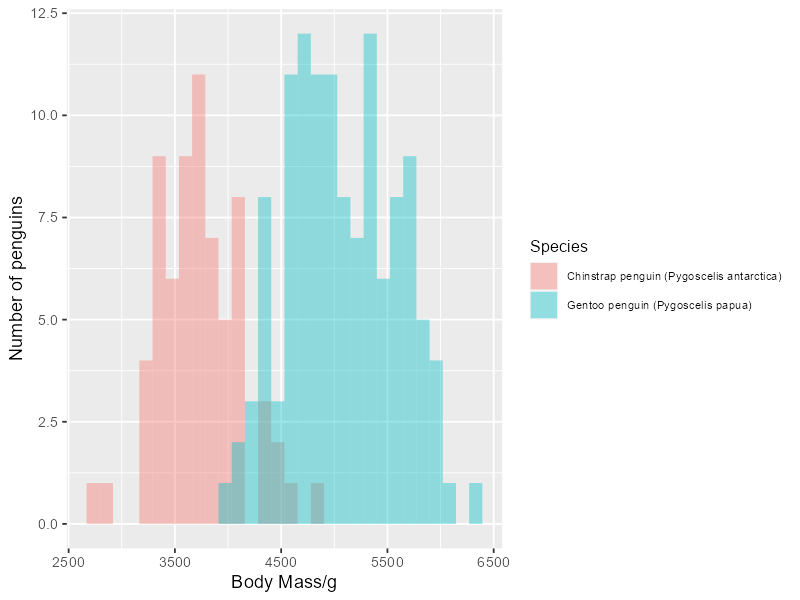 12.5
10.0
7.5
5.0
2.5
0.0
Number of penguins
2500 3500 4500 5500 6500
Body Mass/g
Species
Chinstrap penguin (Pygoscelis antarctica)
Gentoo penguin (Pygoscelis papua)